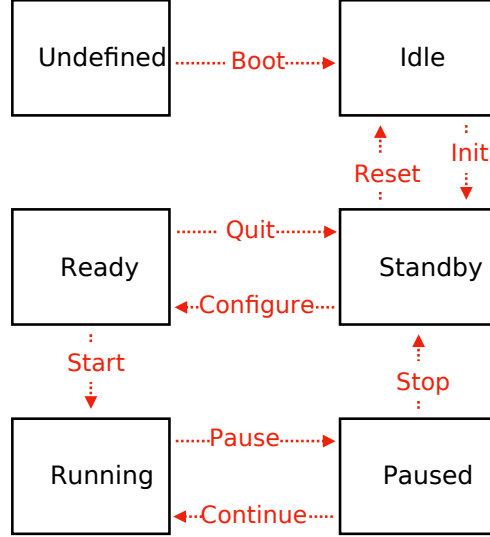 Undefined
Boot
Idle
Reset
Init
Ready
Quit
Configure
Standby
Start
Stop
Running
Pause
Continue
Paused